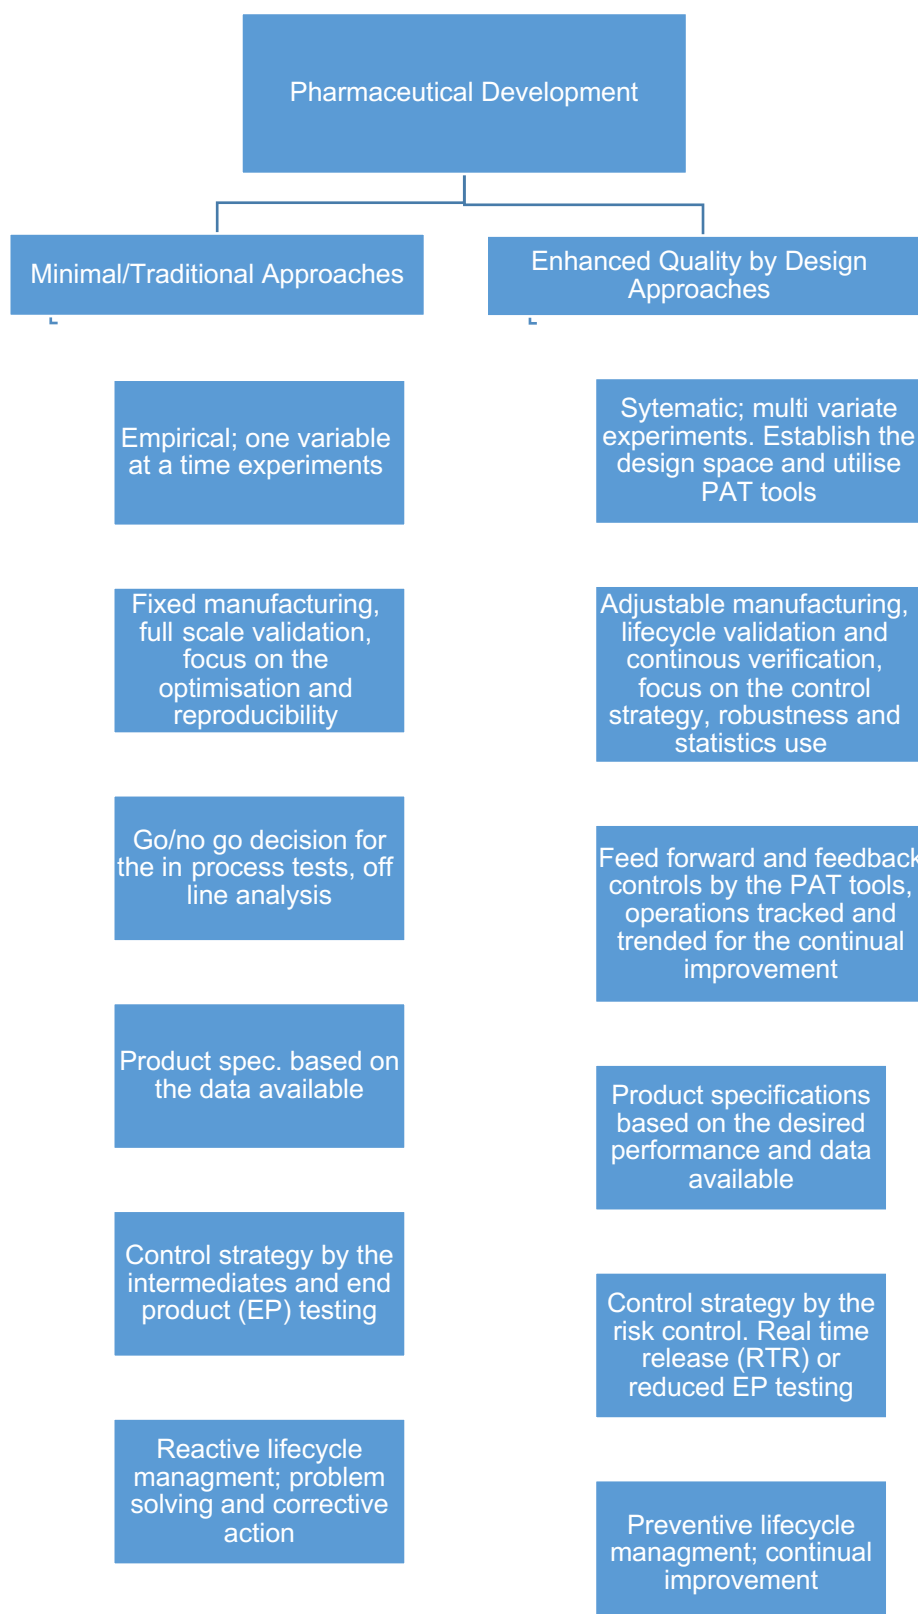 Pharmaceutical Development
Minimal/Traditional Approaches
Enhanced Quality by Design
Approaches
Empirical; one variable
at a time experiments
Fixed manufacturing,
full scale validation,
focus on the
optimisation and
reproducibility
Go/no go decision for
the in process tests, off
line analysis
Product spec. based on
the data available
Control strategy by the
intermediates and end
product (EP) testing
Reactive lifecycle
managment; problem
solving and corrective
action
Sytematic; multi variate
experiments. Establish the
design space and utilise
PAT tools
Adjustable manufacturing,
lifecycle validation and
continous verification,
focus on the control
strategy, robustness and
statistics use
Feed forward and feedback
controls by the PAT tools,
operations tracked and
trended for the continual
improvement
Product specifications
based on the desired
performance and data
available
Control strategy by the
risk control. Real time
release (RTR) or
reduced EP testing
Preventive lifecycle
managment; continual
improvement